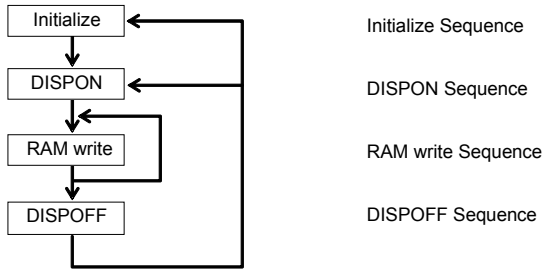 Initialize
Initialize Sequence
DISPON
DISPON Sequence
RAM write
RAM write Sequence
DISPOFF
DISPOFF Sequence